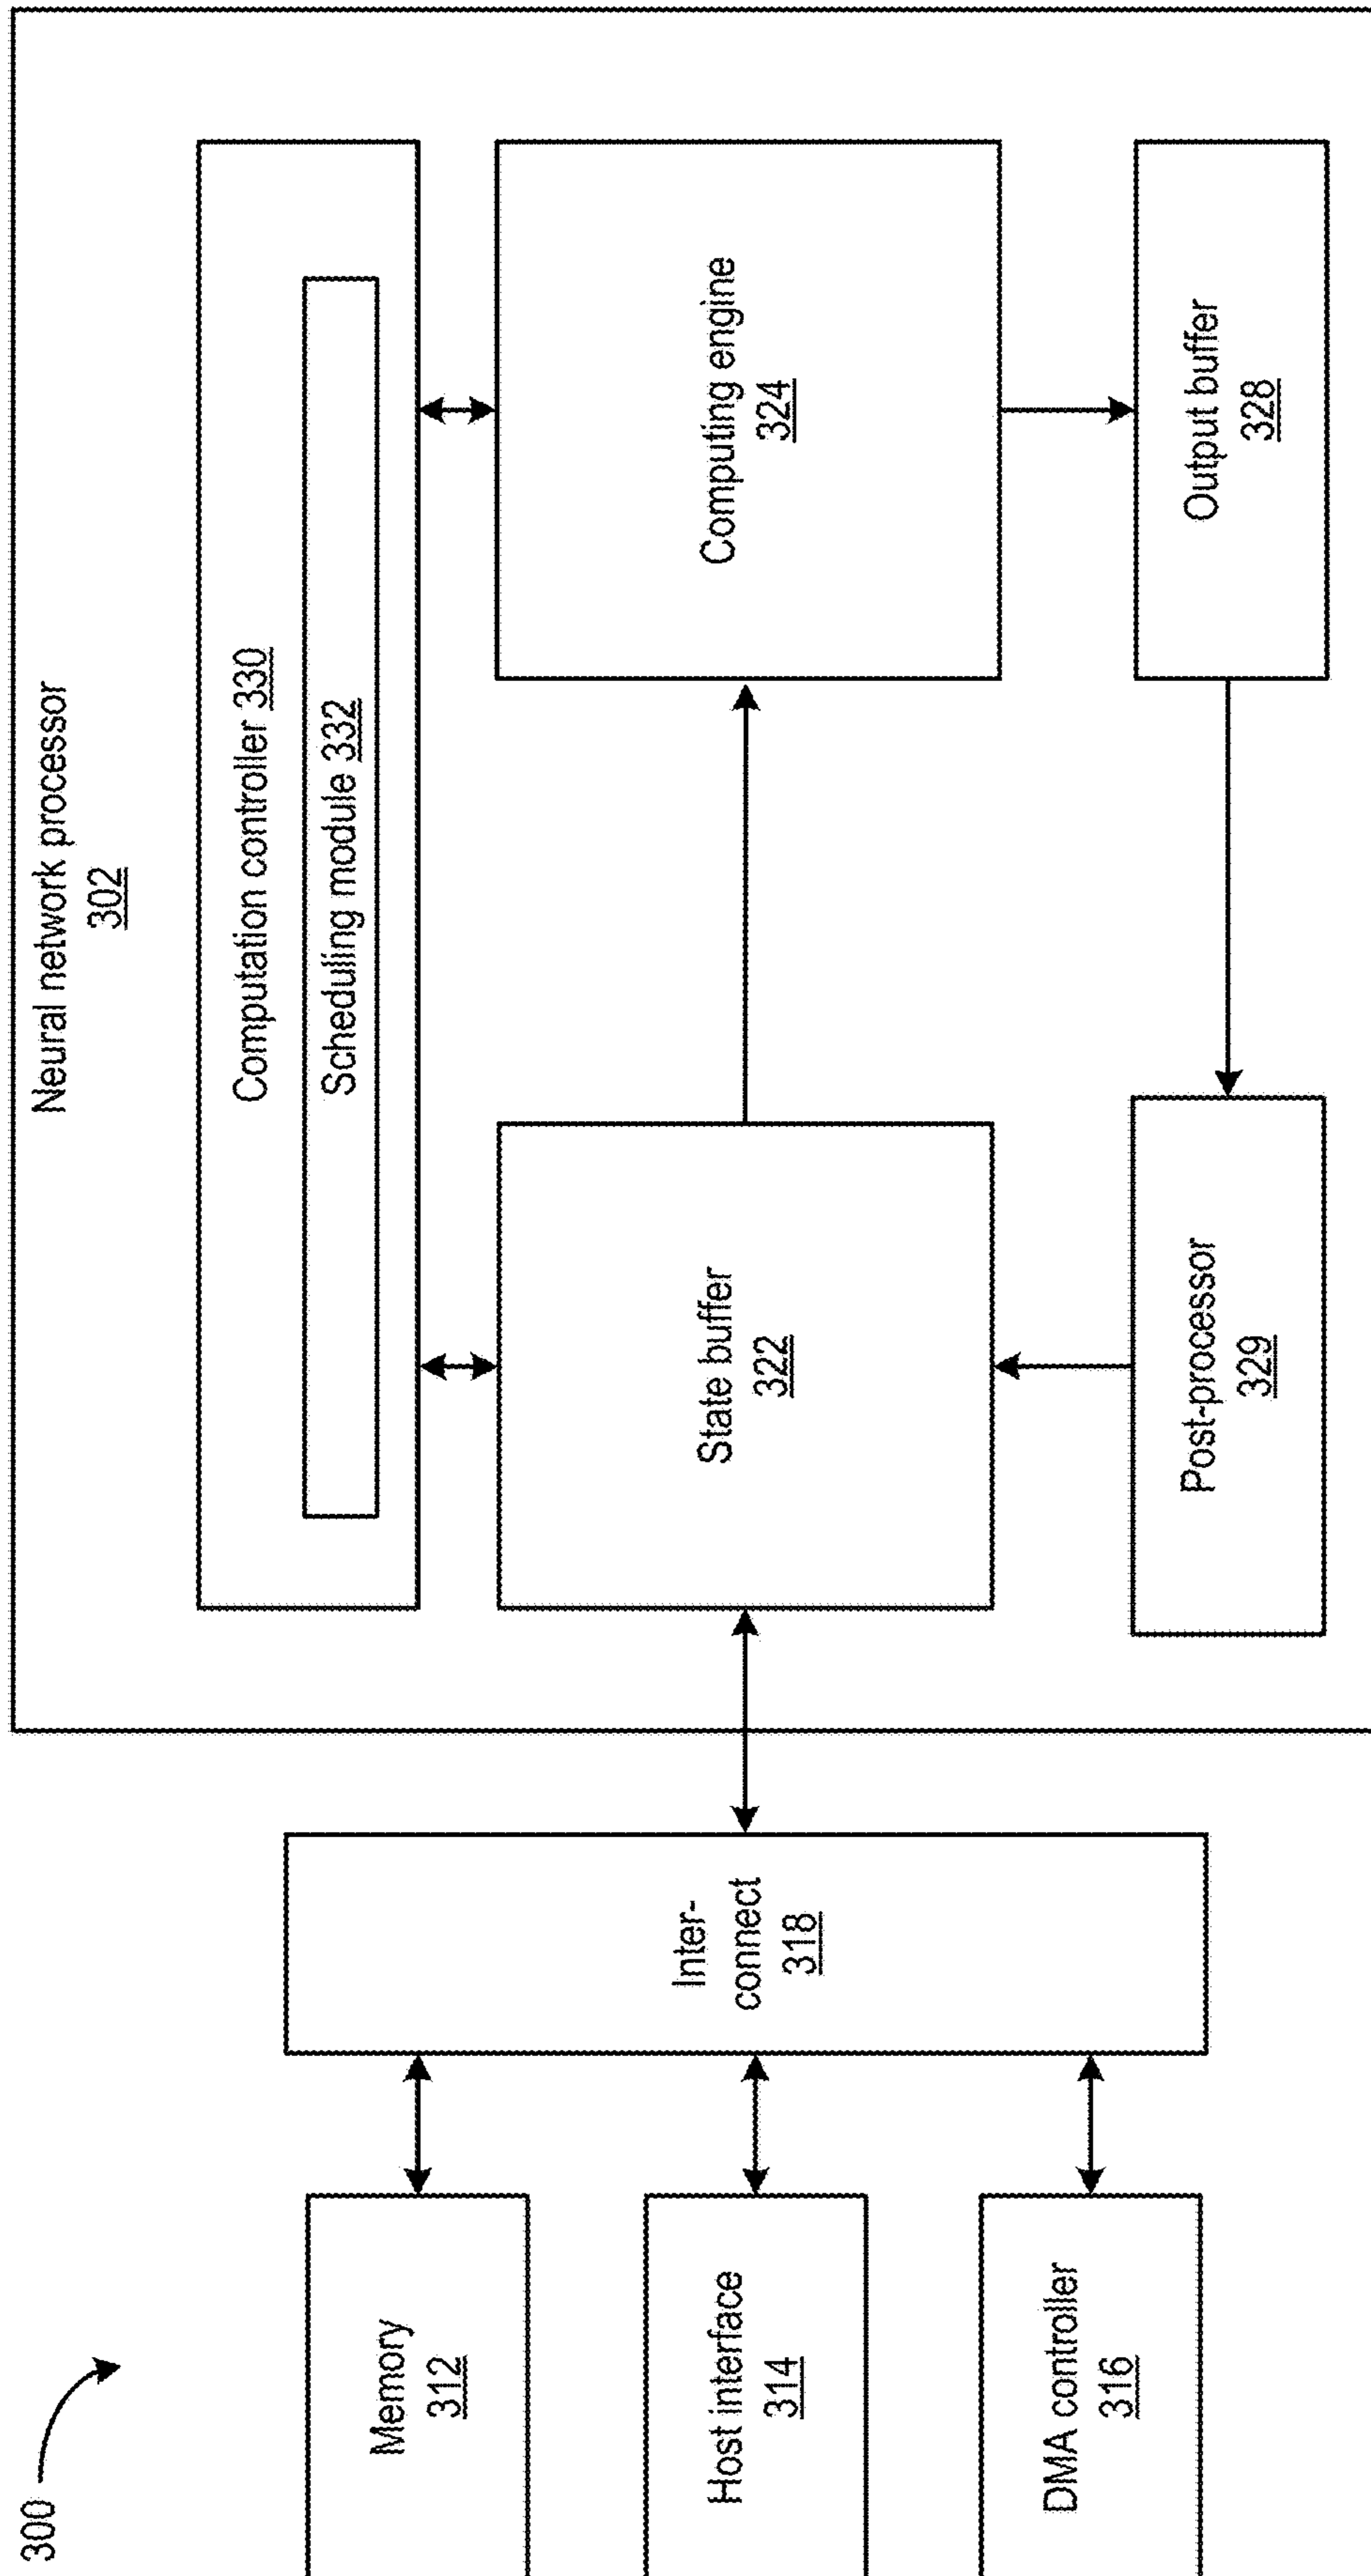 300
Memory
312
Host interface
314
DMA controller
316
Inter-
connect
318
Neural network processor
302
Computation controller 330
Scheduling module 332
State buffer
322
Computing engine
324
Post-processor
329
Output buffer
328